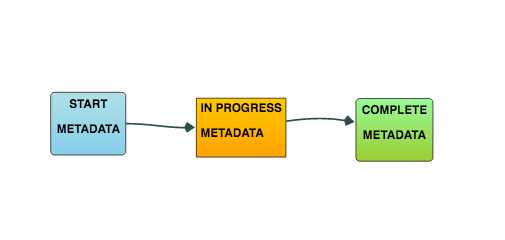 START
METADATA
IN PROGRESS
METADATA
COMPLETE
METADATA